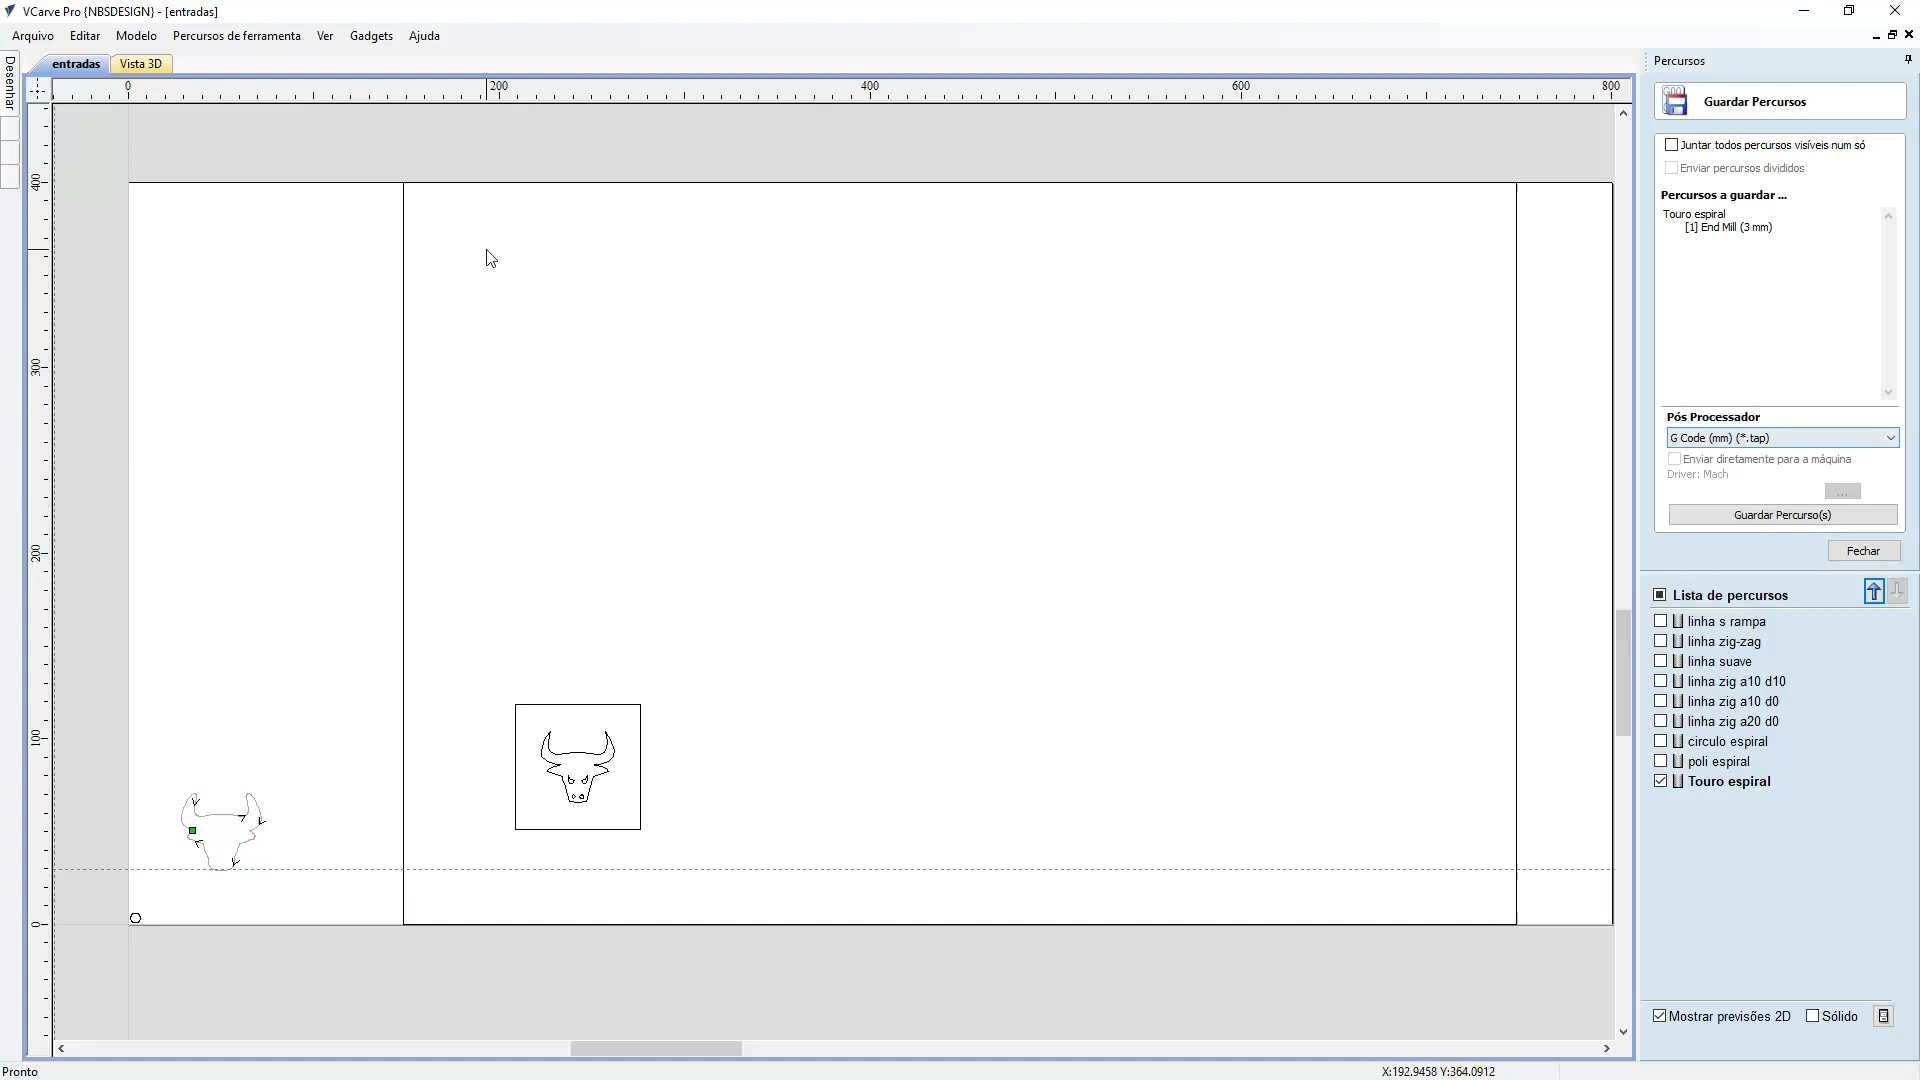 VCarve Pro {NBSDESIGN} - [entradas]
Arquivo Editar Modelo Percursos de ferramenta Ver Gadgets Ajuda
Desenhar
entradas Vista 3D
0 200 400 600 800
400
300
200
100
0
Percursos
Guardar Percursos
Juntar todos percursos visíveis num só
Enviar percursos divididos
Percursos a guardar ...
Touro espiral
[1] End Mill (3 mm)
Pós Processador
G Code (mm) (*.tap)
Enviar diretamente para a máquina
Driver: Mach
...
Guardar Percurso(s)
Fechar
Lista de percursos
linha s rampa
linha zig-zag
linha suave
linha zig a10 d10
linha zig a10 d0
linha zig a20 d0
circulo espiral
poli espiral
Touro espiral
Mostrar previsões 2D Sólido
Pronto
X:192.9458 Y:364.0912